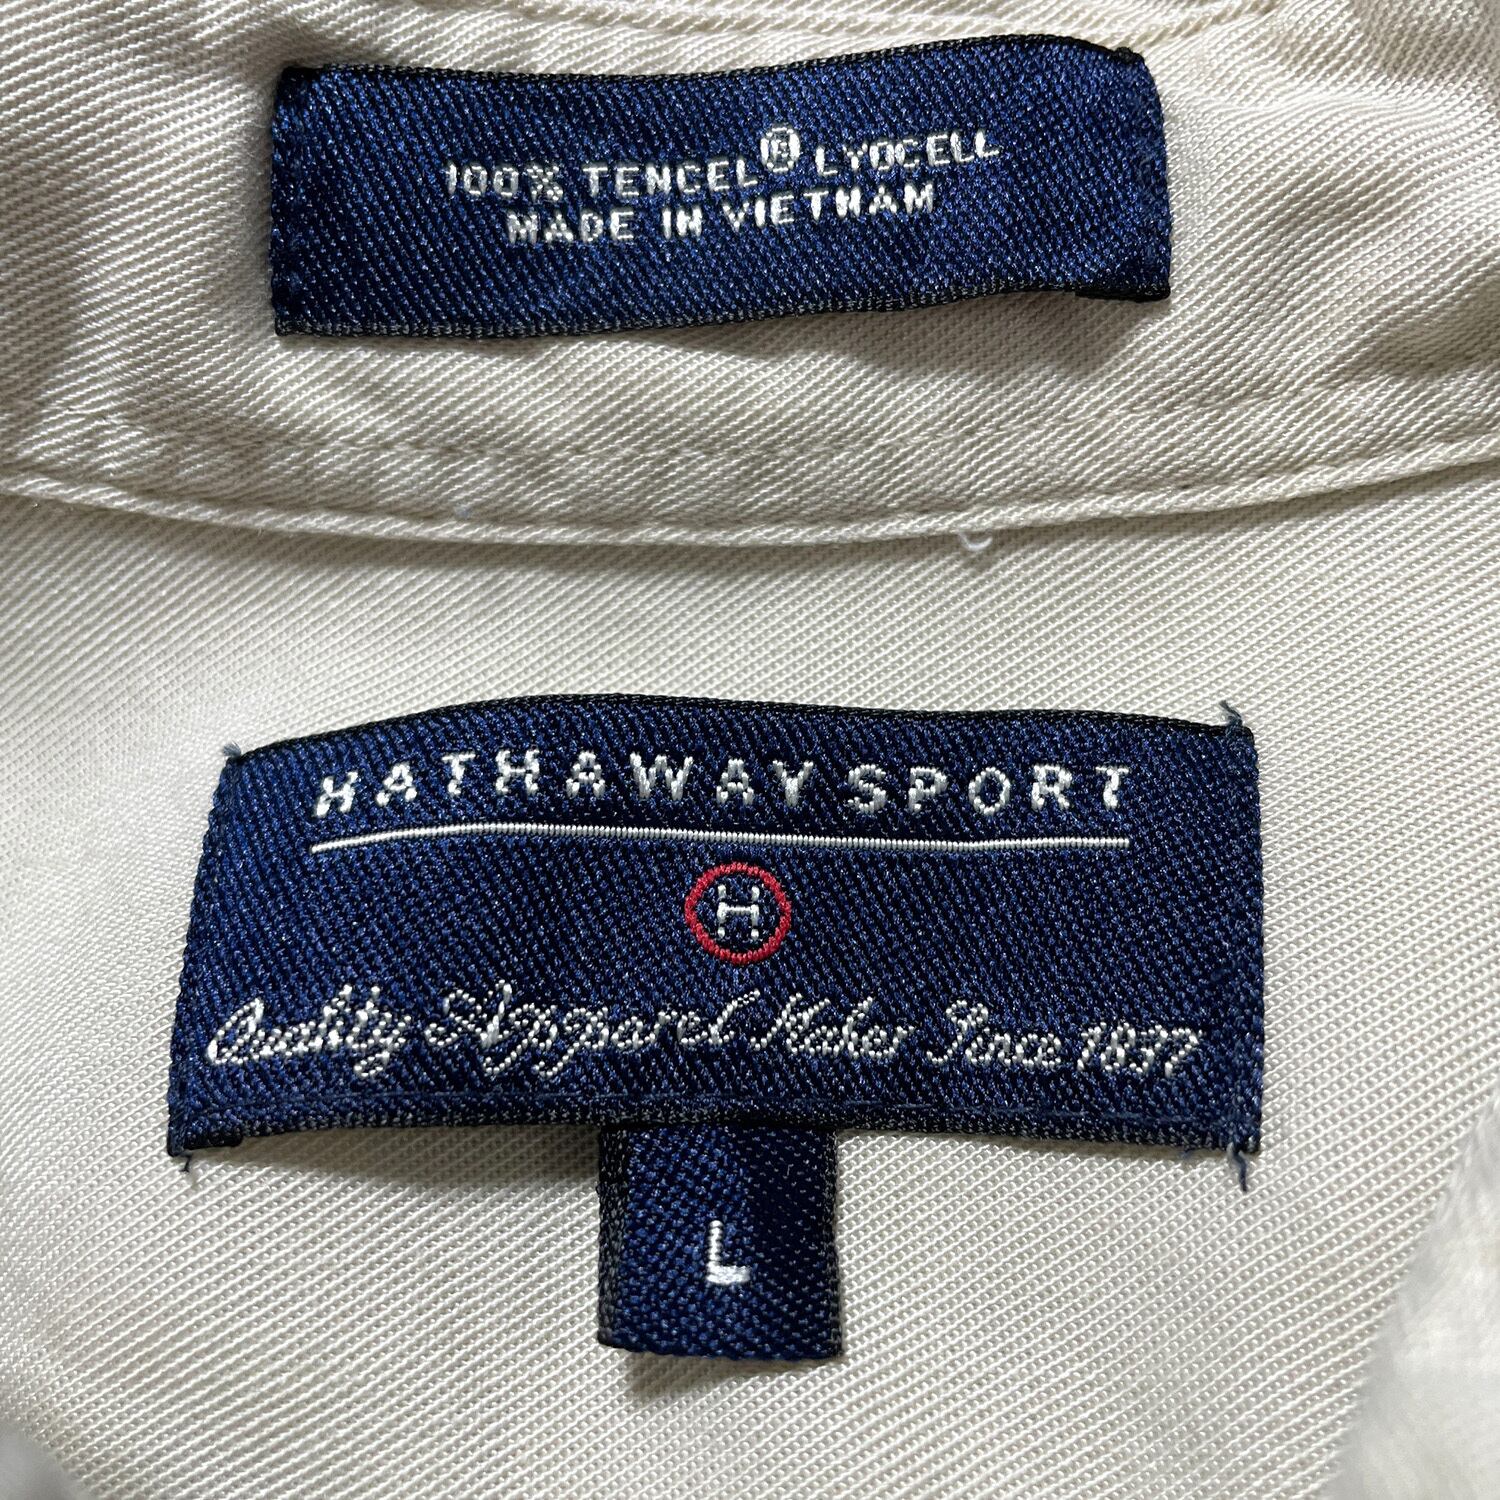 100% TENCEL® LYOCELL
MADE IN VIETNAM
HATHAWAY SPORT
H
Quality Apparel Maker Since 1837
L